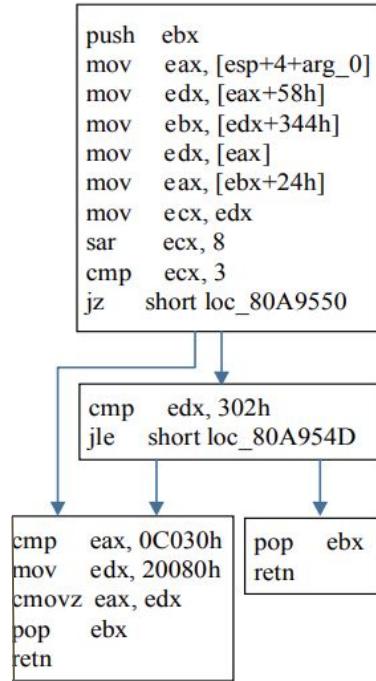 push ebx
mov eax, [esp+4+arg_0]
mov edx, [eax+58h]
mov ebx, [edx+344h]
mov edx, [eax]
mov eax, [ebx+24h]
mov ecx, edx
sar ecx, 8
cmp ecx, 3
jz short loc_80A9550
cmp edx, 302h
jle short loc_80A954D
cmp eax, 0C030h
mov edx, 20080h
cmovz eax, edx
pop ebx
retn
pop ebx
retn